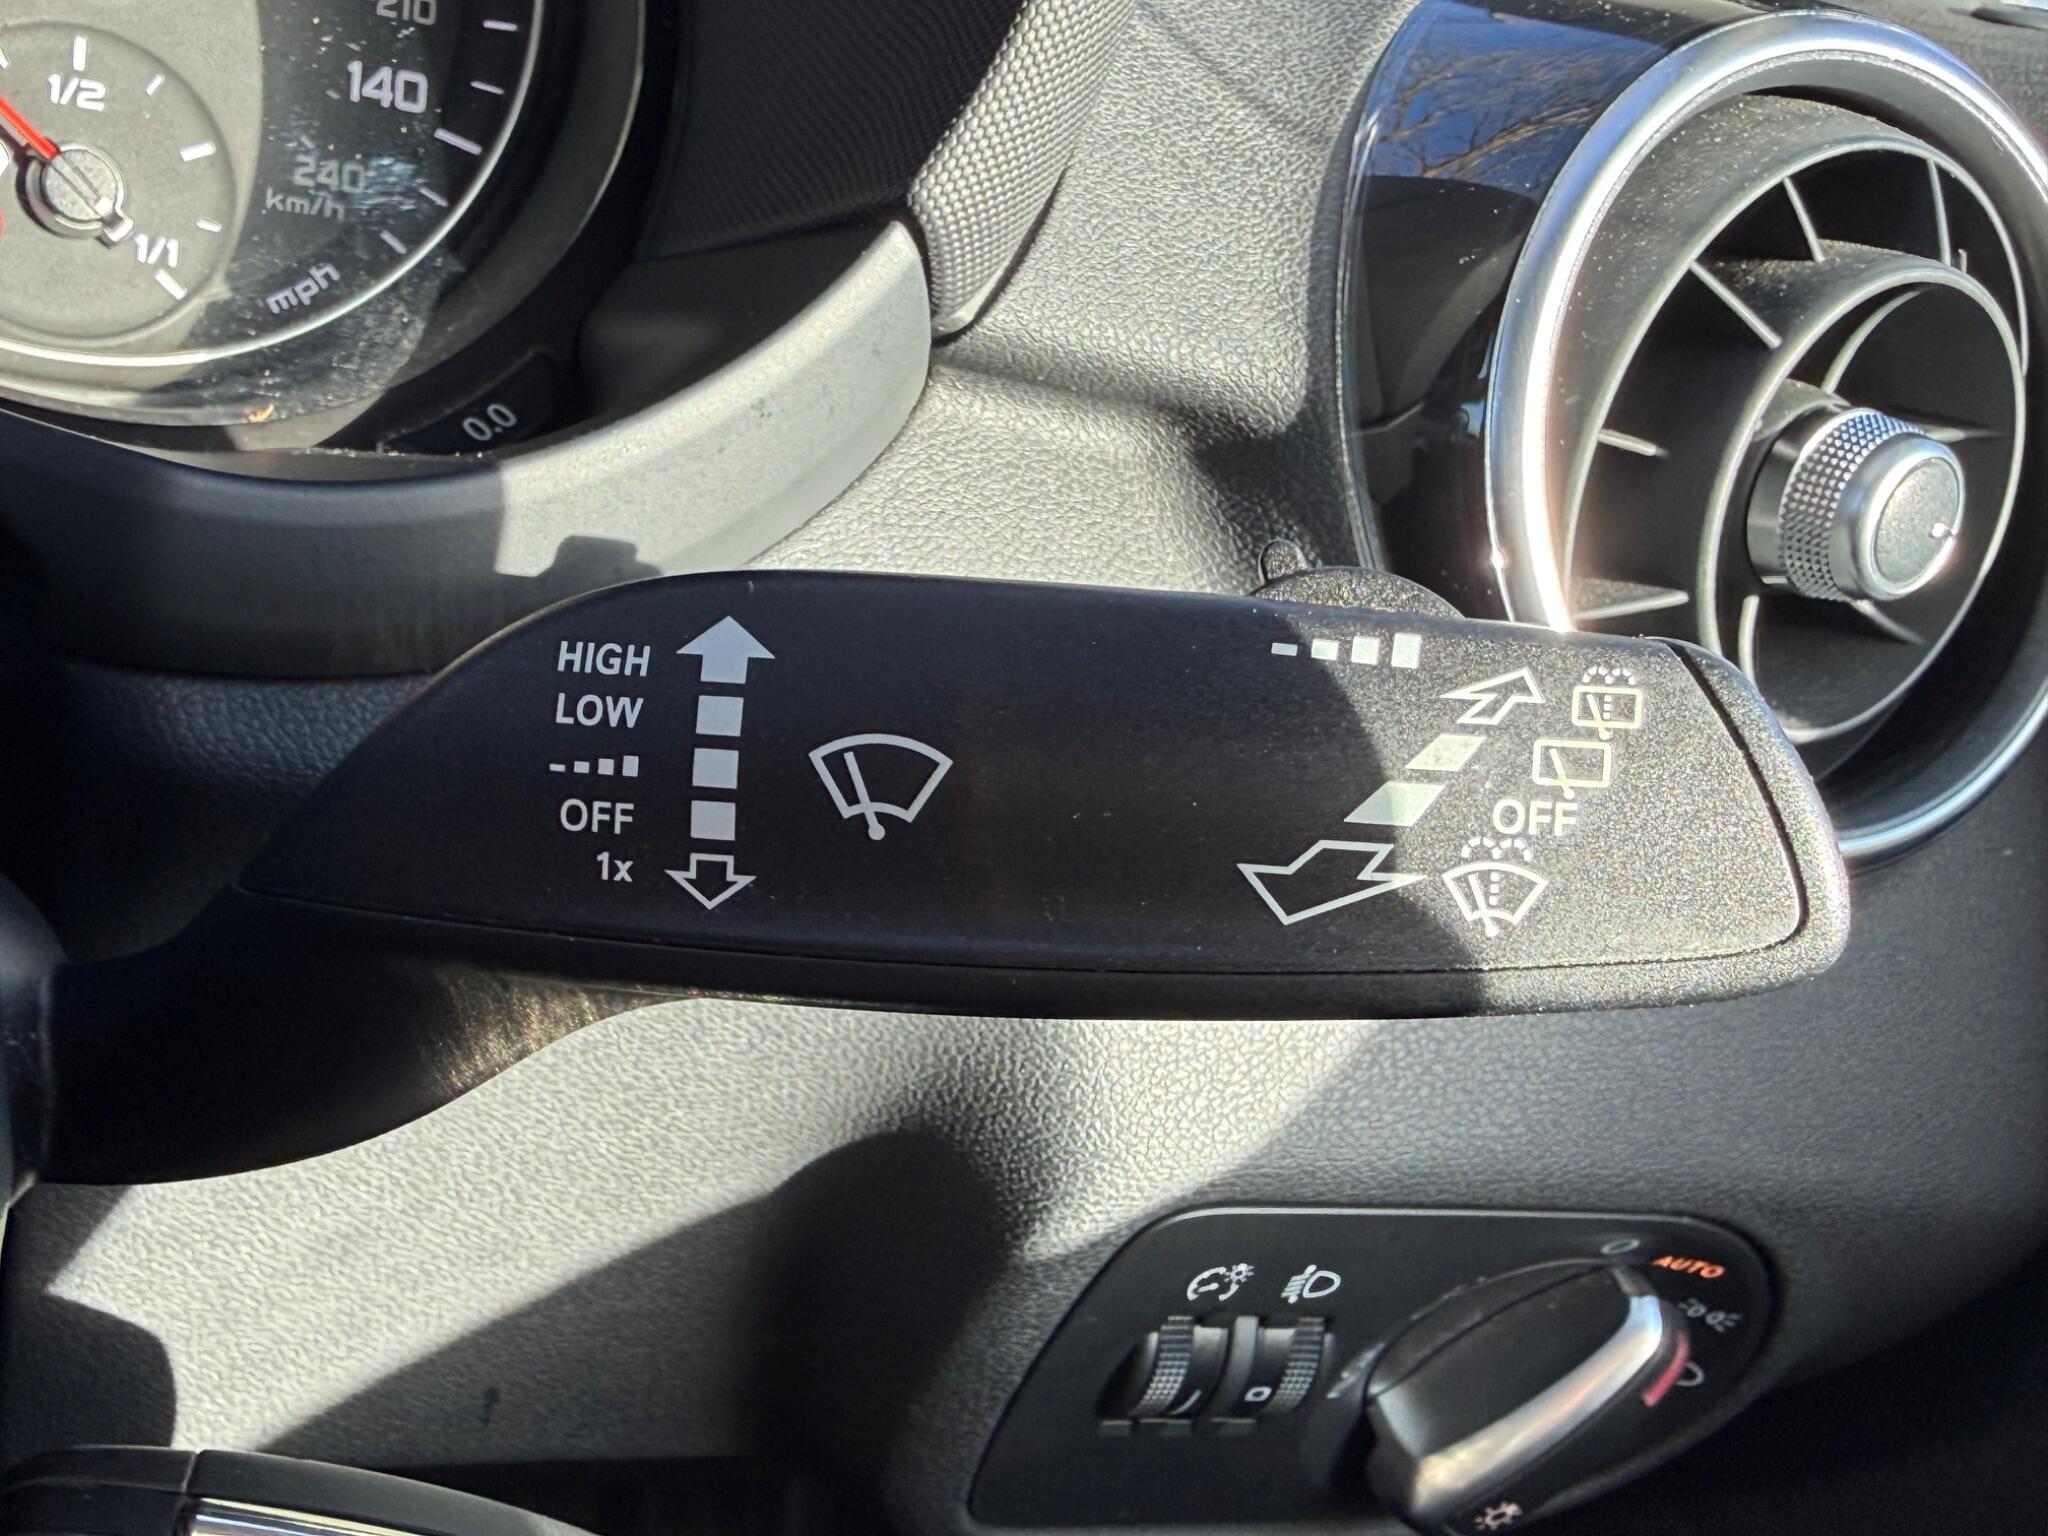 210
140
1/2
240
km/h
1/1
mph
0.0
HIGH
LOW
OFF
1x
OFF
AUTO